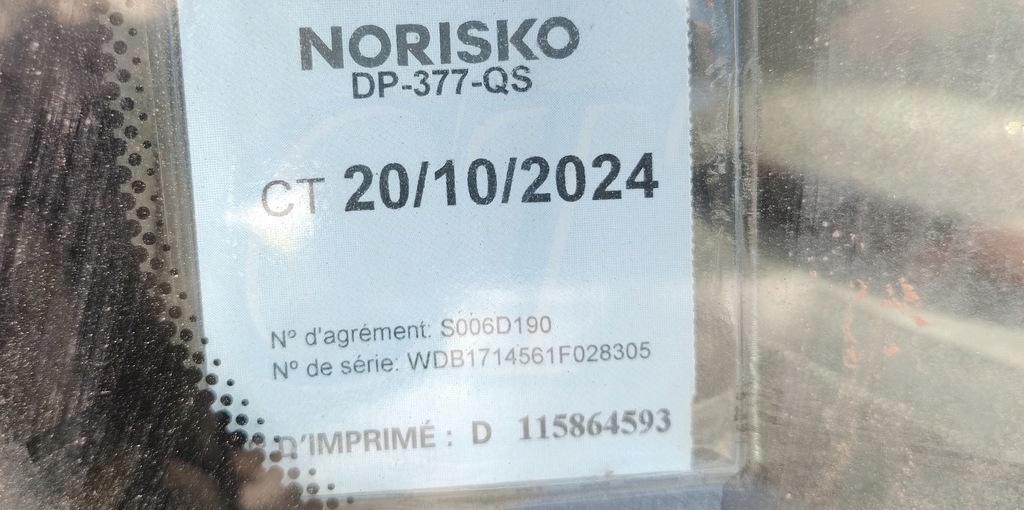 NORISKO
DP-377-QS
CT 20/10/2024
N° d'agrément: S006D190
N° de série: WDB1714561F028305
D'IMPRIMÉ : D 115864593